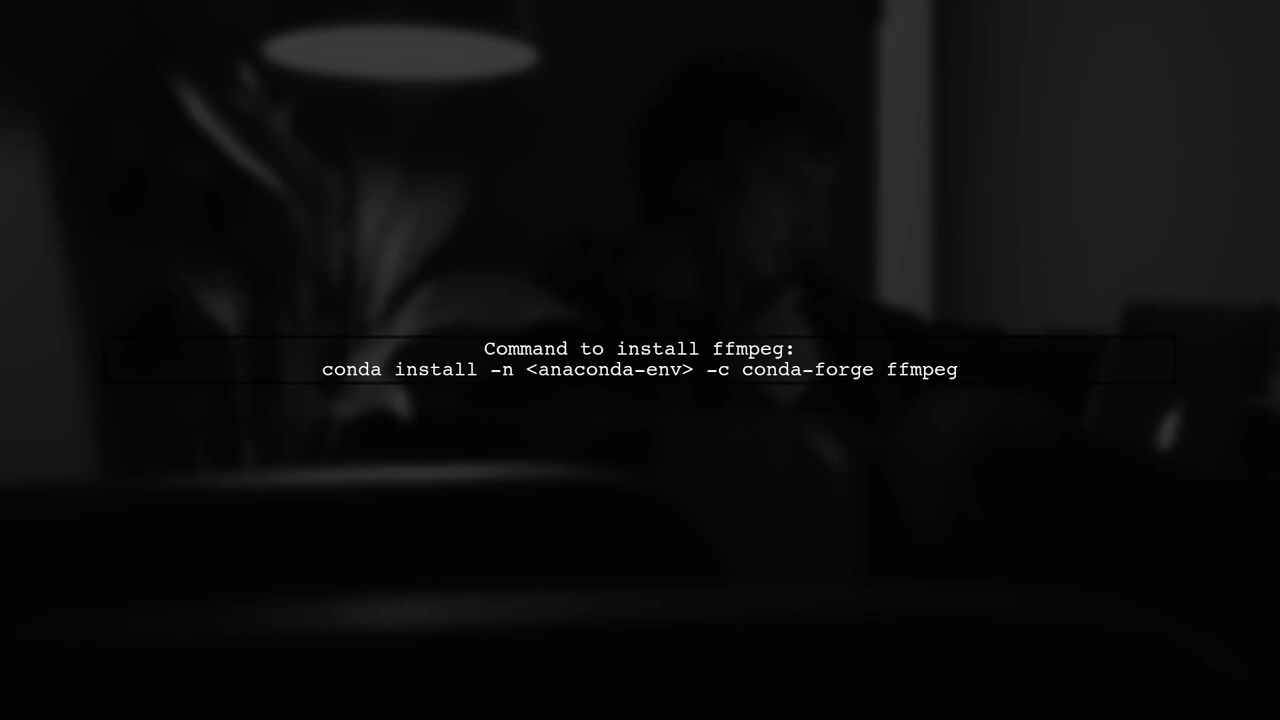 Command to install ffmpeg:
conda install -n <anaconda-env> -c conda-forge ffmpeg